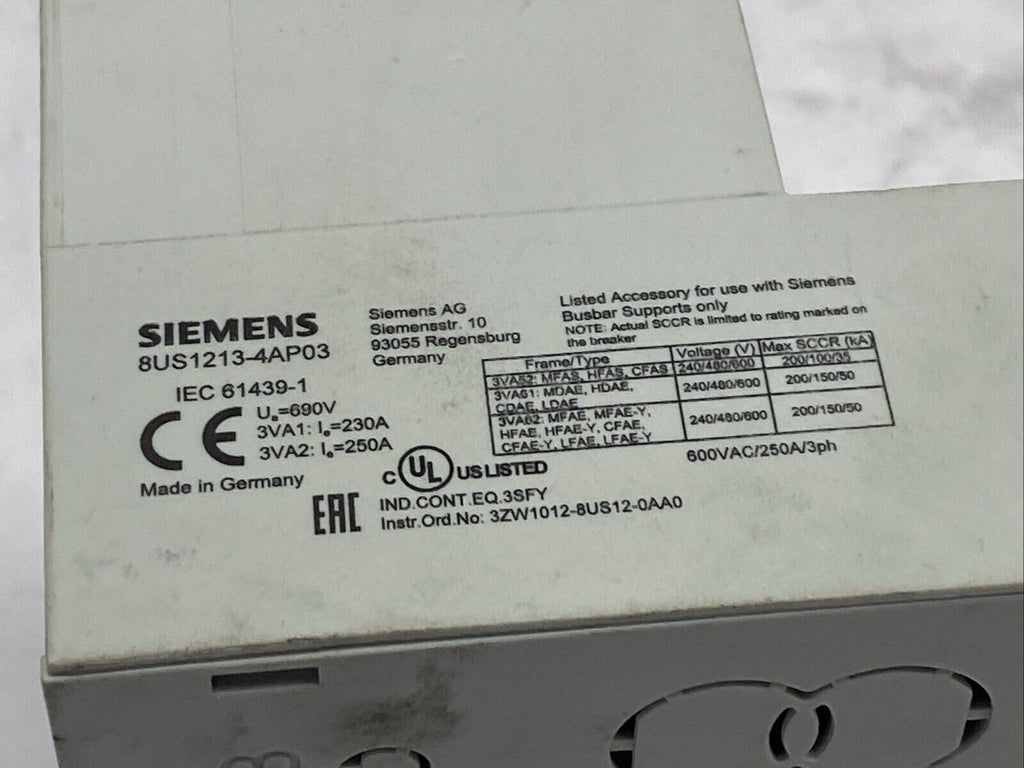 SIEMENS
8US1213-4AP03
IEC 61439-1
CE
Uₑ=690V
3VA1: Iₑ=230A
3VA2: Iₑ=250A
Made in Germany
Siemens AG
Siemensstr. 10
93055 Regensburg
Germany
Listed Accessory for use with Siemens
Busbar Supports only
NOTE: Actual SCCR is limited to rating marked on
the breaker
Frame/Type Voltage (V) Max SCCR (kA)
3VA52: MFAS, HFAS, CFAS 240/480/600 200/100/35
3VA61: MDAE, HDAE,
CDAE, LDAE 240/480/600 200/150/50
3VA62: MFAE, MFAE-Y,
HFAE, HFAE-Y, CFAE, 240/480/600 200/150/50
CFAE-Y, LFAE, LFAE-Y
600VAC/250A/3ph
C UL US LISTED
EAC
IND.CONT.EQ.3SFY
Instr.Ord.No: 3ZW1012-8US12-0AA0